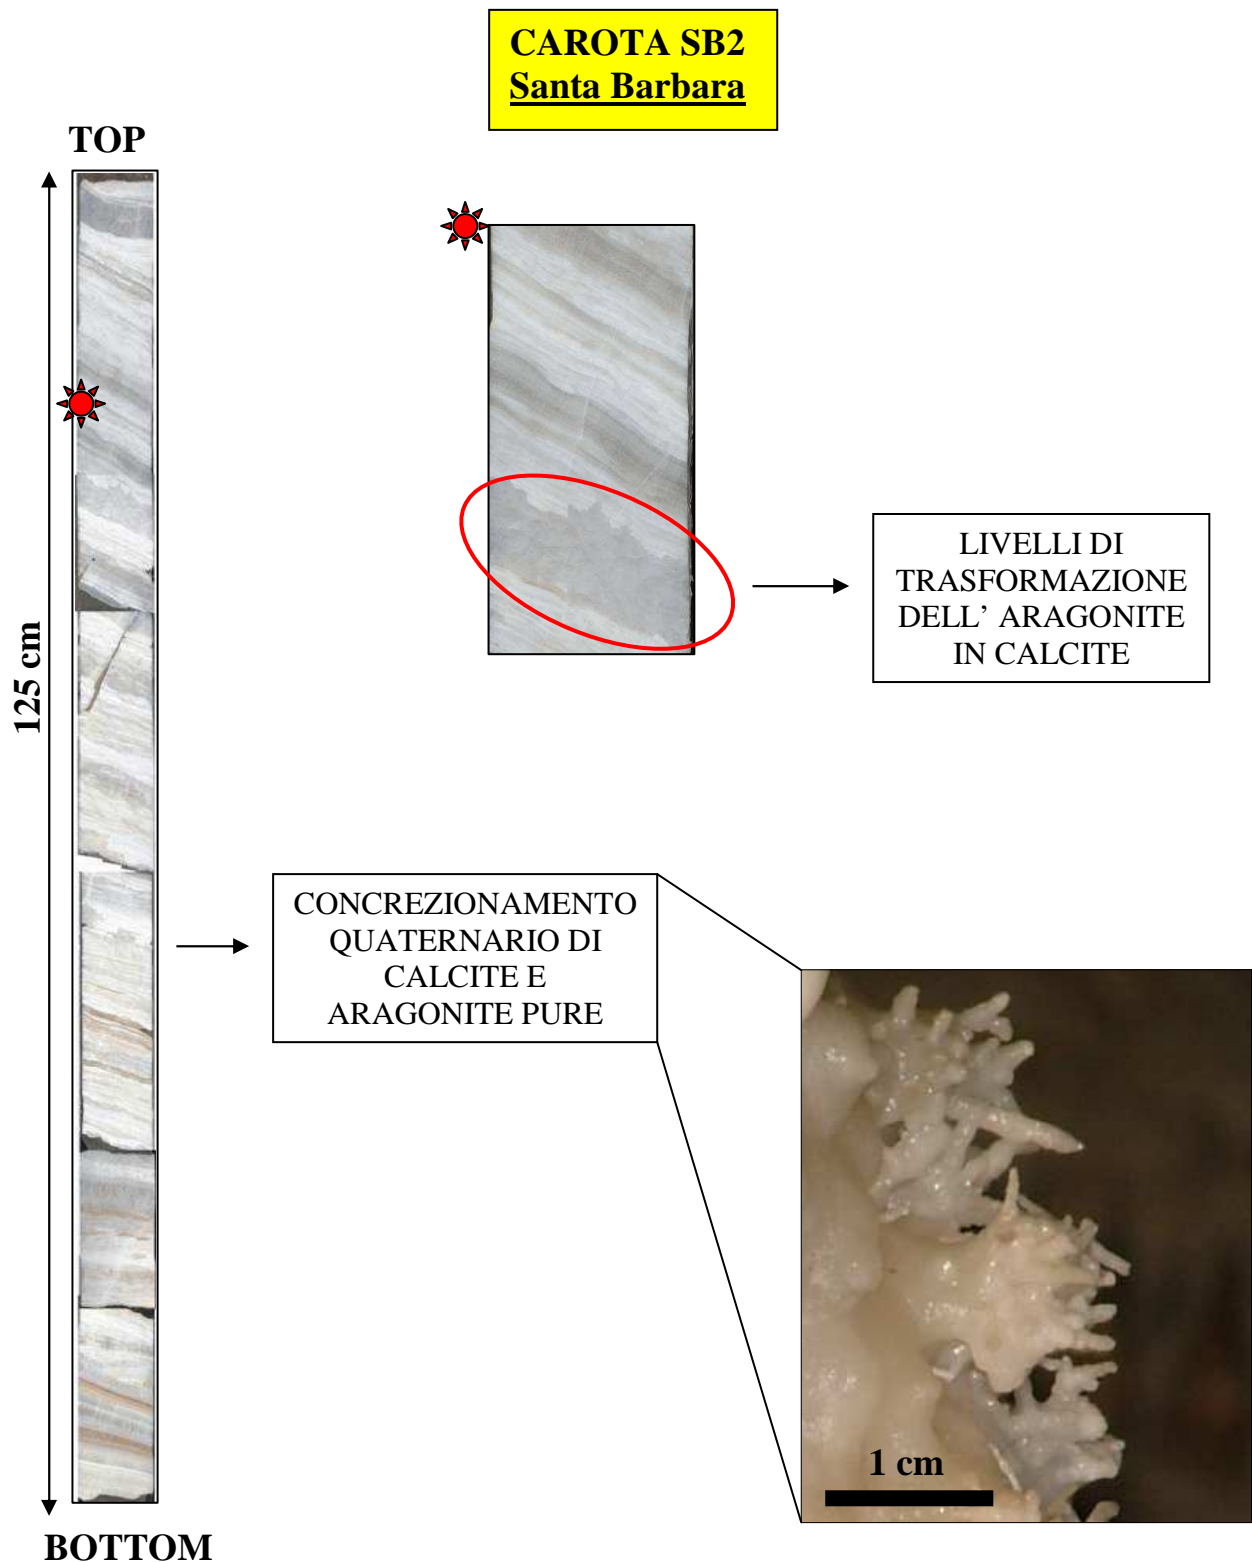 CAROTA SB2
Santa Barbara
TOP
125 cm
LIVELLI DI
TRASFORMAZIONE
DELL’ ARAGONITE
IN CALCITE
CONCREZIONAMENTO
QUATERNARIO DI
CALCITE E
ARAGONITE PURE
1 cm
BOTTOM